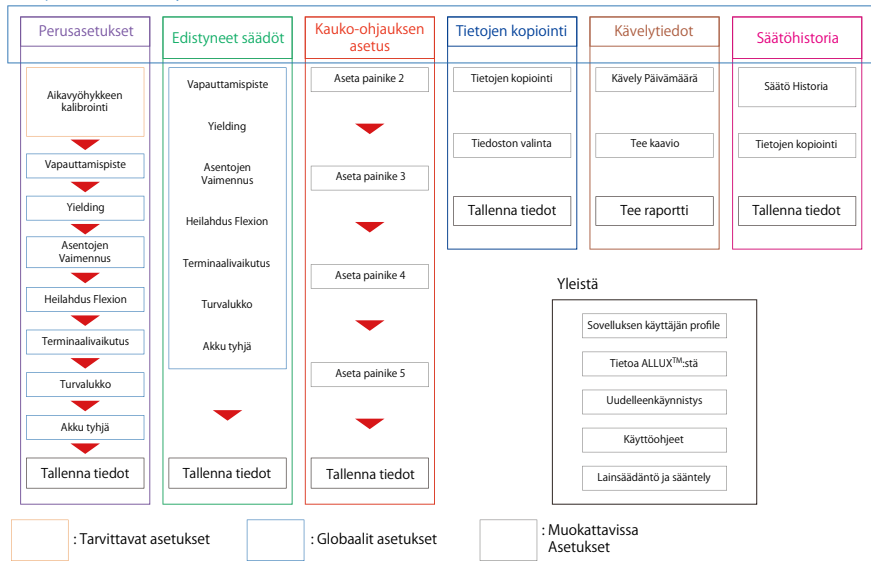 Perusasetukset
Aikavyöhykkeen
kalibrointi
Vapauttamispiste
Yielding
Asentojen
Vaimennus
Heilahdus Flexion
Terminaalivaikutus
Turvalukko
Akku tyhjä
Tallenna tiedot
Edistyneet säädöt
Vapauttamispiste
Yielding
Asentojen
Vaimennus
Heilahdus Flexion
Terminaalivaikutus
Turvalukko
Akku tyhjä
Tallenna tiedot
Kauko-ohjauksen
asetus
Aseta painike 2
Aseta painike 3
Aseta painike 4
Aseta painike 5
Tallenna tiedot
Tietojen kopiointi
Tietojen kopiointi
Tiedoston valinta
Tallenna tiedot
Kävelytiedot
Kävely Päivämäärä
Tee kaavio
Tee raportti
Säätöhistoria
Säätö Historia
Tietojen kopiointi
Tallenna tiedot
Yleistä
Sovelluksen käyttäjän profile
Tietoa ALLUX™:stä
Uudelleenkäynnistys
Käyttöohjeet
Lainsäädäntö ja sääntely
: Tarvittavat asetukset
: Globaalit asetukset
: Muokattavissa
Asetukset